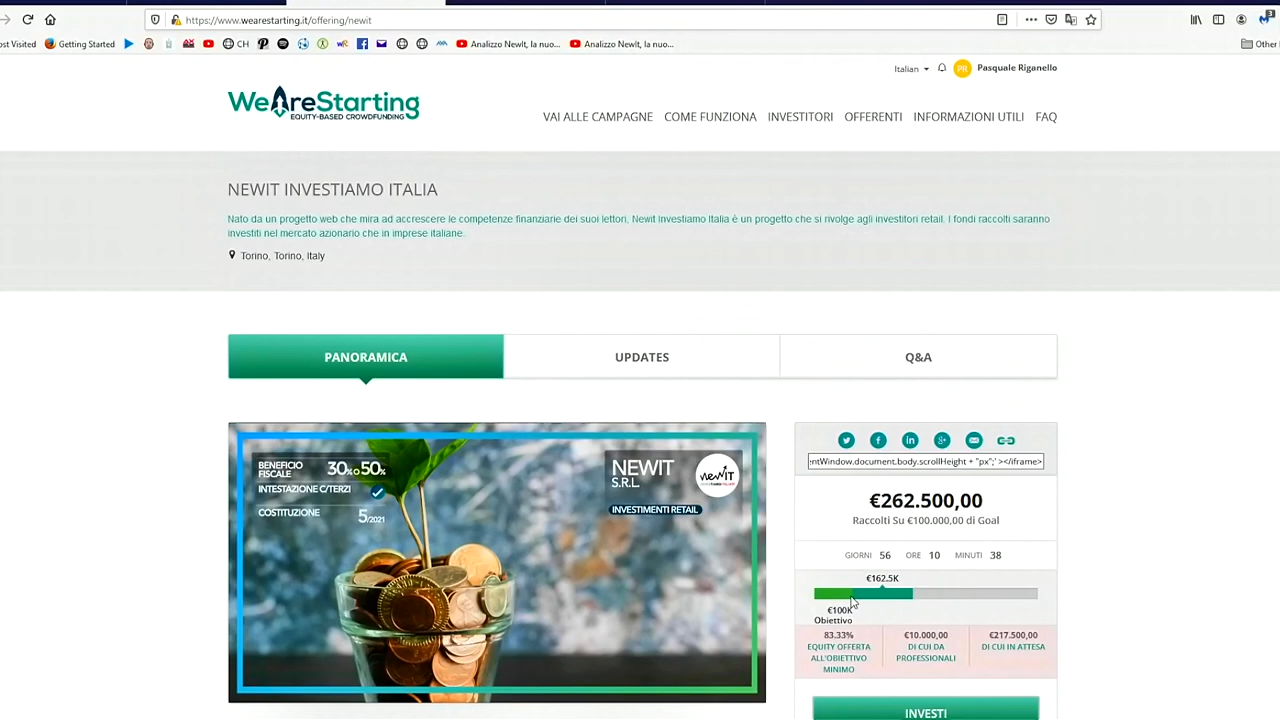 https://www.wearestarting.it/offering/newit
ost Visited
Getting Started
CH
Analizzo NewIt, la nuo...
Analizzo NewIt, la nuo...
Other
Italian
PR
Pasquale Riganello
WeAreStarting
EQUITY-BASED CROWDFUNDING
VAI ALLE CAMPAGNE
COME FUNZIONA
INVESTITORI
OFFERENTI
INFORMAZIONI UTILI
FAQ
NEWIT INVESTIAMO ITALIA
Nato da un progetto web che mira ad accrescere le competenze finanziarie dei suoi lettori, Newit Investiamo Italia è un progetto che si rivolge agli investitori retail. I fondi raccolti saranno
investiti nel mercato azionario che in imprese italiane.
Torino, Torino, Italy
PANORAMICA
UPDATES
Q&A
BENEFICIO
FISCALE
30% o 50%
INTESTAZIONE C/TERZI
COSTITUZIONE
5/2021
NEWIT
S.R.L.
newIT
INVESTIMENTI RETAIL
entWindow.document.body.scrollHeight + "px";' ></iframe>
€262.500,00
Raccolti Su €100.000,00 di Goal
GIORNI 56 ORE 10 MINUTI 38
€162.5K
€100K
Obiettivo
83.33%
EQUITY OFFERTA
ALL'OBIETTIVO
MINIMO
€10.000,00
DI CUI DA
PROFESSIONALI
€217.500,00
DI CUI IN ATTESA
INVESTI